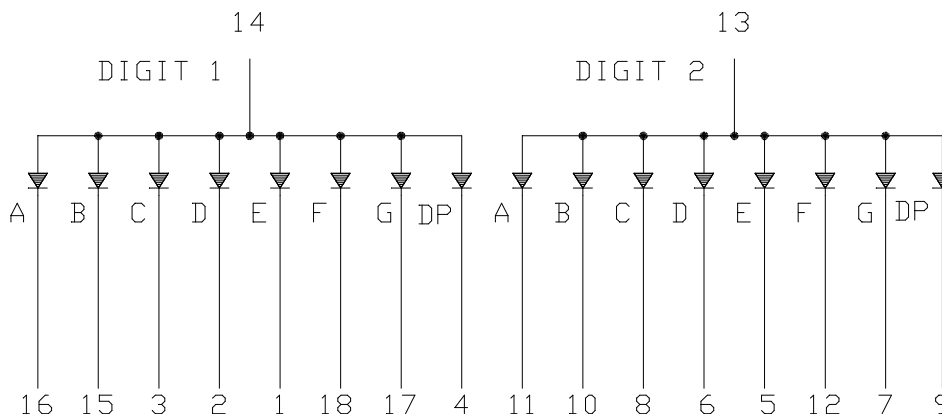 14 13
DIGIT 1 DIGIT 2
A B C D E F G DP A B C D E F G DP
16 15 3 2 1 18 17 4 11 10 8 6 5 12 7 9